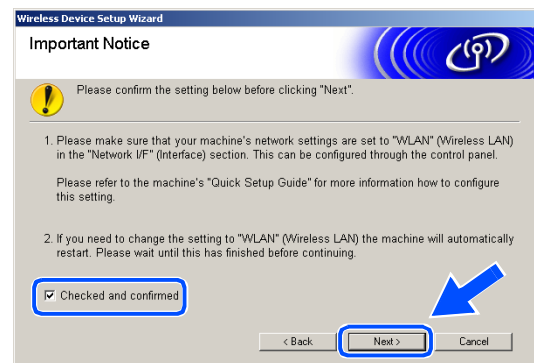 Wireless Device Setup Wizard
Important Notice
Please confirm the setting below before clicking "Next".
1. Please make sure that your machine's network settings are set to "WLAN" (Wireless LAN)
in the "Network I/F" (Interface) section. This can be configured through the control panel.
Please refer to the machine's "Quick Setup Guide" for more information how to configure
this setting.
2. If you need to change the setting to "WLAN" (Wireless LAN) the machine will automatically
restart. Please wait until this has finished before continuing.
Checked and confirmed
< Back Next > Cancel